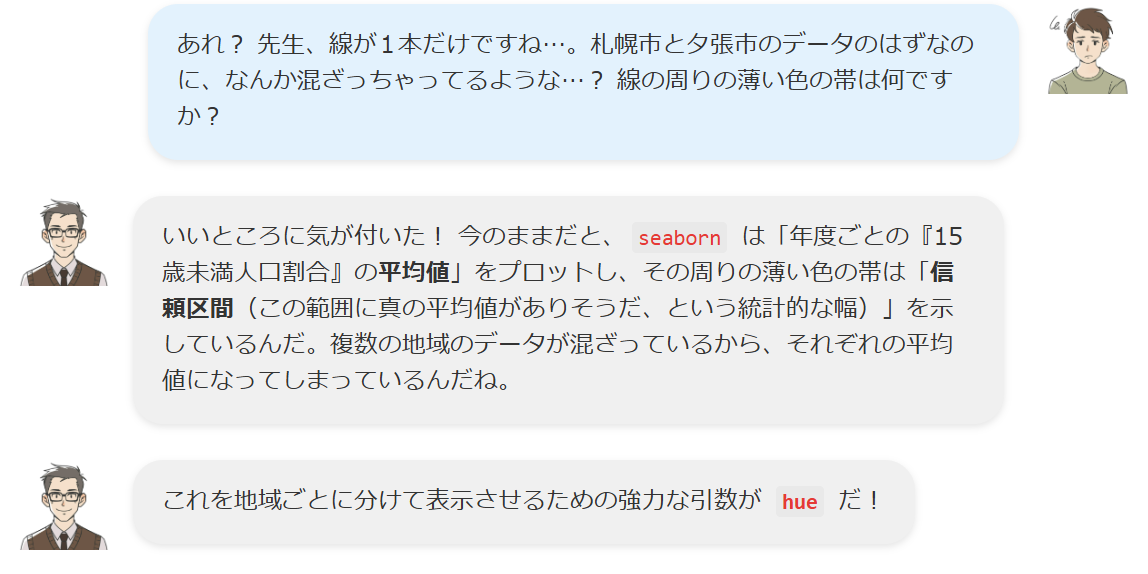 あれ？ 先生、線が１本だけですね…。札幌市と夕張市のデータのはずなの
に、なんか混ざっちゃってるような…？ 線の周りの薄い色の帯は何です
か？
いいところに気が付いた！ 今のままだと、 seaborn は「年度ごとの『15
歳未満人口割合』の平均値」をプロットし、その周りの薄い色の帯は「信
頼区間（この範囲に真の平均値がありそうだ、という統計的な幅）」を示
しているんだ。複数の地域のデータが混ざっているから、それぞれの平均
値になってしまっているんだね。
これを地域ごとに分けて表示させるための強力な引数が hue だ！